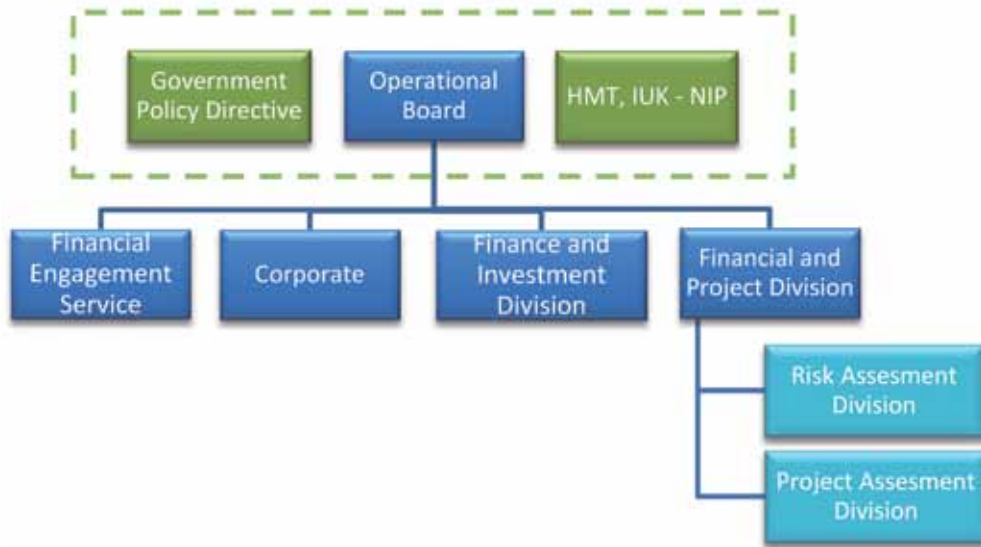 Government
Policy Directive
Operational
Board
HMT, IUK - NIP
Financial
Engagement
Service
Corporate
Finance and
Investment
Division
Financial and
Project Division
Risk Assesment
Division
Project Assesment
Division